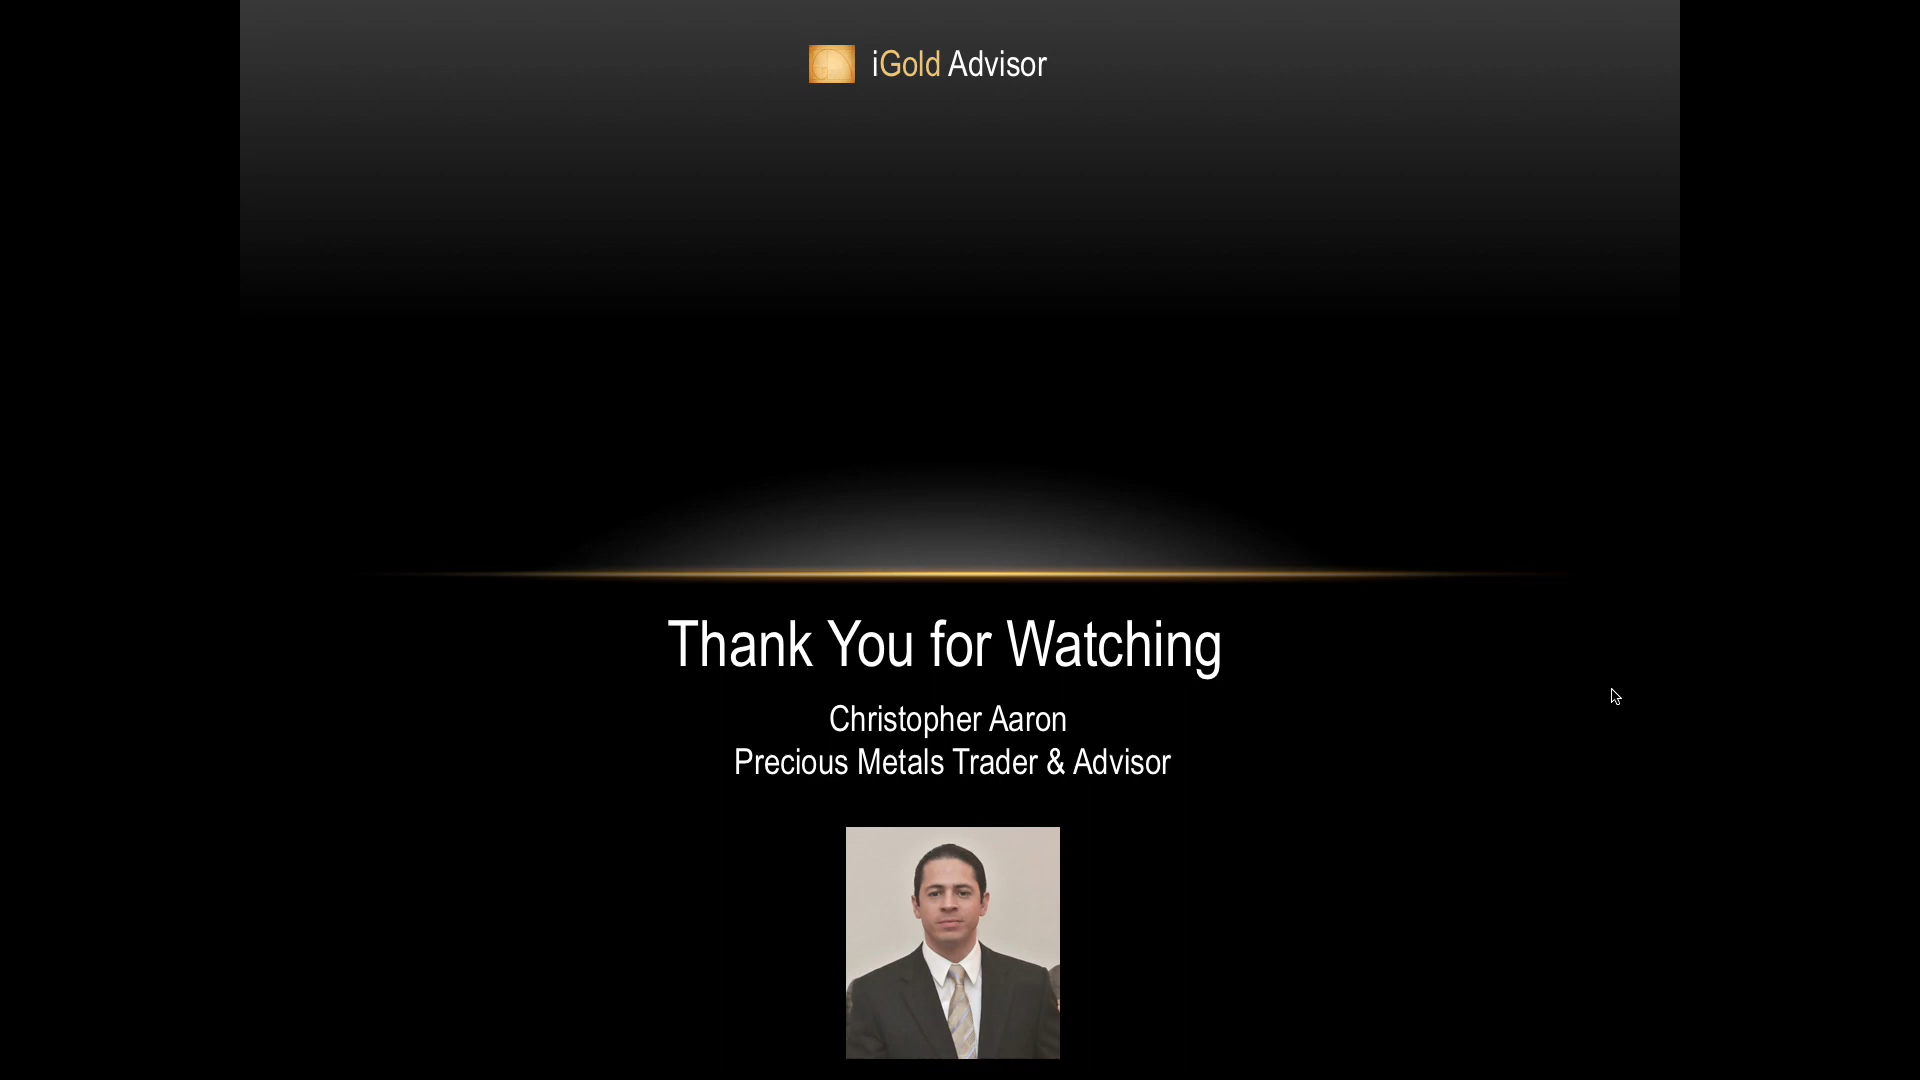 iGold Advisor
Thank You for Watching
Christopher Aaron
Precious Metals Trader & Advisor